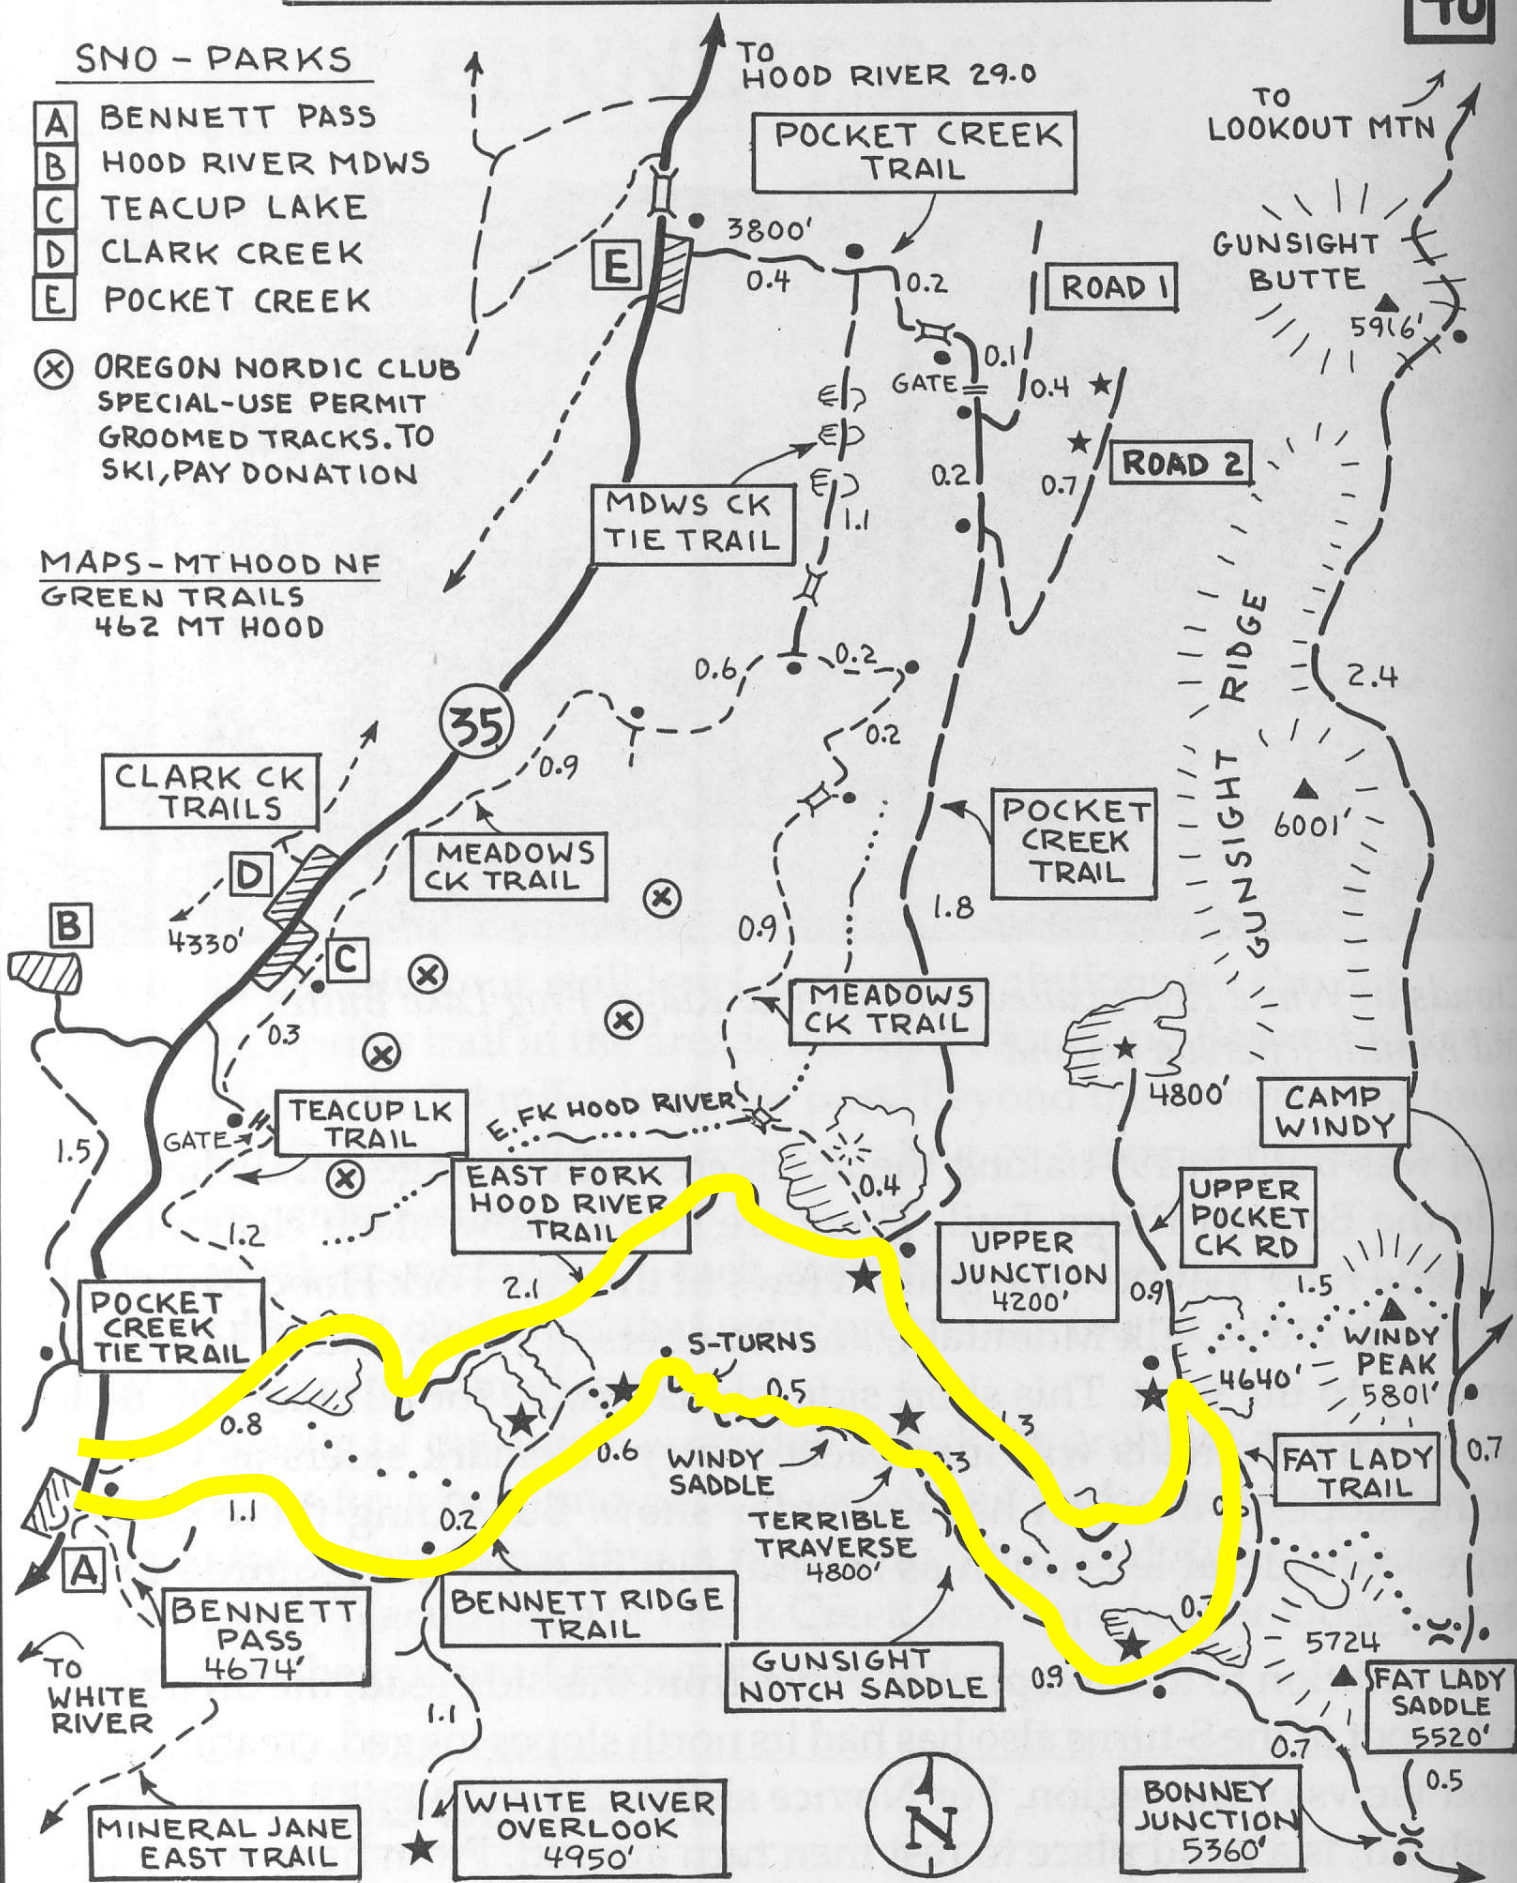 40
SNO-PARKS
A BENNETT PASS
B HOOD RIVER MDWS
C TEACUP LAKE
D CLARK CREEK
E POCKET CREEK
OREGON NORDIC CLUB
SPECIAL-USE PERMIT
GROOMED TRACKS. TO
SKI, PAY DONATION
MAPS - MT HOOD NF
GREEN TRAILS
462 MT HOOD
TO
HOOD RIVER 29.0
POCKET CREEK
TRAIL
TO
LOOKOUT MTN
GUNSIGHT
BUTTE
5916'
E
3800'
0.4
0.2
ROAD 1
0.1
GATE
0.4
ROAD 2
0.2
0.7
MDWS CK
TIE TRAIL
1.1
GUNSIGHT RIDGE
2.4
0.6
0.2
35
0.2
0.9
CLARK CK
TRAILS
MEADOWS
CK TRAIL
POCKET
CREEK
TRAIL
6001'
D
B
4330'
C
0.9
1.8
MEADOWS
CK TRAIL
0.3
4800'
CAMP
WINDY
TEACUP LK
TRAIL
GATE
E. FK HOOD RIVER
1.5
EAST FORK
HOOD RIVER
TRAIL
0.4
UPPER
POCKET
CK RD
1.2
UPPER
JUNCTION
4200'
2.1
0.9
1.5
POCKET
CREEK
TIE TRAIL
S-TURNS
WINDY
PEAK
5801'
4640'
0.8
0.5
0.6
WINDY
SADDLE
.3
.3
FAT LADY
TRAIL
0.7
1.1
0.2
TERRIBLE
TRAVERSE
4800'
A
BENNETT
PASS
4674'
BENNETT RIDGE
TRAIL
0.7
5724
TO
WHITE
RIVER
GUNSIGHT
NOTCH SADDLE
0.9
FAT LADY
SADDLE
5520'
1.1
0.7
0.5
MINERAL JANE
EAST TRAIL
WHITE RIVER
OVERLOOK
4950'
N
BONNEY
JUNCTION
5360'